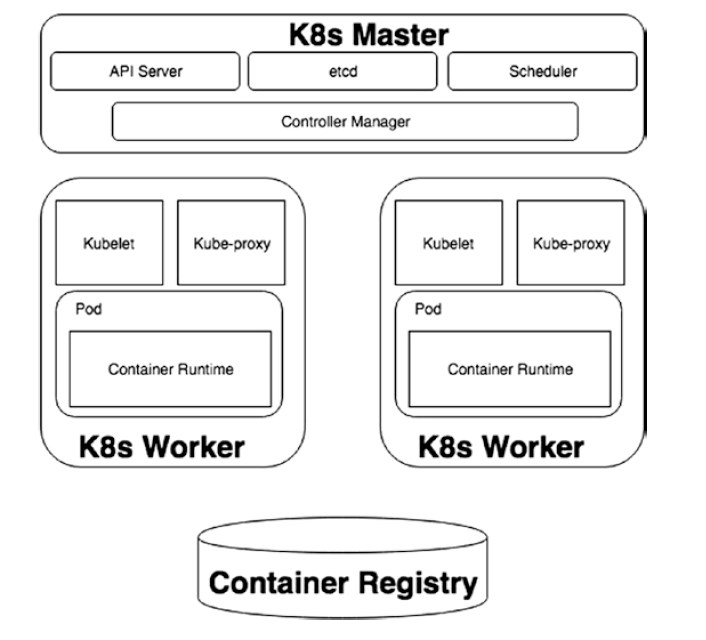 K8s Master
API Server
etcd
Scheduler
Controller Manager
Kubelet
Kube-proxy
Pod
Container Runtime
K8s Worker
Kubelet
Kube-proxy
Pod
Container Runtime
K8s Worker
Container Registry